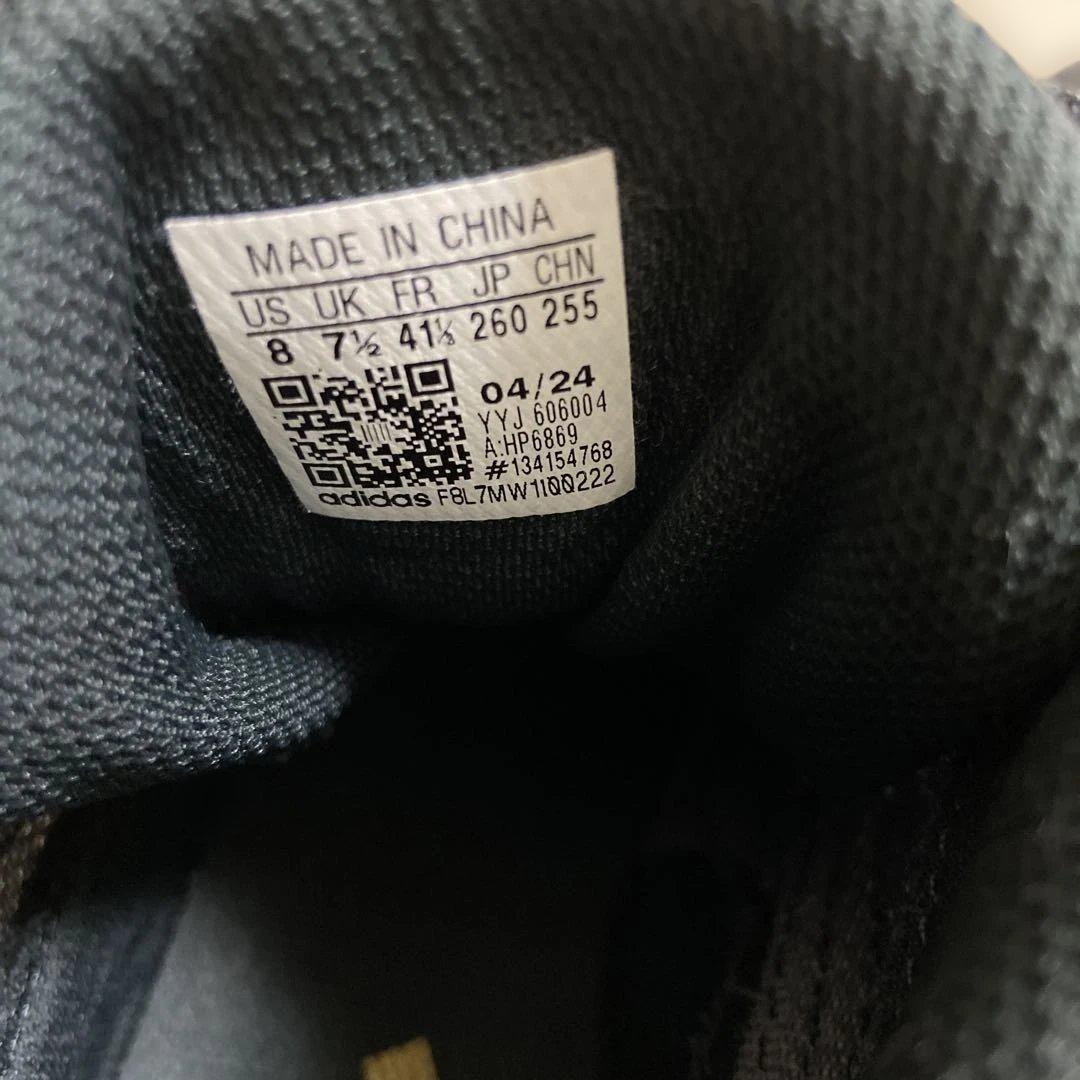 MADE IN CHINA
US UK FR JP CHN
8 7½ 41⅓ 260 255
04/24
YYJ 606004
A:HP6869
#134154768
adidas F8L7MW1I00222